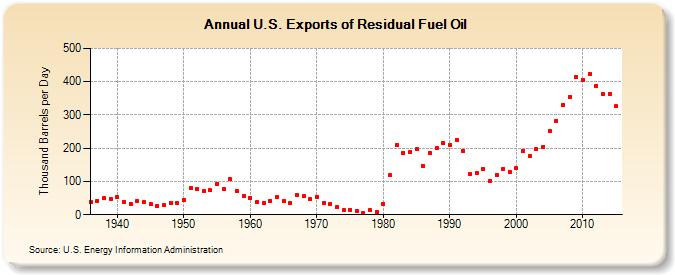 Annual U.S. Exports of Residual Fuel Oil
Thousand Barrels per Day
500
400
300
200
100
0
1940 1950 1960 1970 1980 1990 2000 2010
Source: U.S. Energy Information Administration